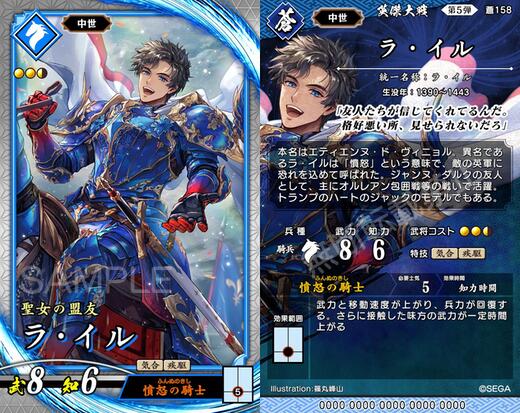 中世
SAMPLE
聖女の盟友
ラ・イル
気合 疾駆
武8 知6
ふんぬのきし
憤怒の騎士
5
蒼
中世
英傑大戦
第5弾
蒼158
ラ・イル
統一名称：ラ・イル
生没年：1390～1443
「友人たちが信じてくれてるんだ。
格好悪い所、見せられないだろ」
本名はエティエンヌ・ド・ヴィニョル。異名であ
るラ・イルは「憤怒」という意味で、敵の英軍に
恐れを込めて呼ばれた。ジャンヌ・ダルクの友人
として、主にオルレアン包囲戦等の戦いで活躍。
トランプのハートのジャックのモデルでもある。
兵種 武力 知力 武将コスト
騎兵 8 6
特技 気合 疾駆
ふんぬのきし 必要士気 効果時間
憤怒の騎士 5 知力時間
効果範囲
武力と移動速度が上がり、兵力が回復す
る。さらに接触した味方の武力が一定時間
上がる
Illustration:篠丸峰山
©SEGA
0000 0000 0000 0000 0000